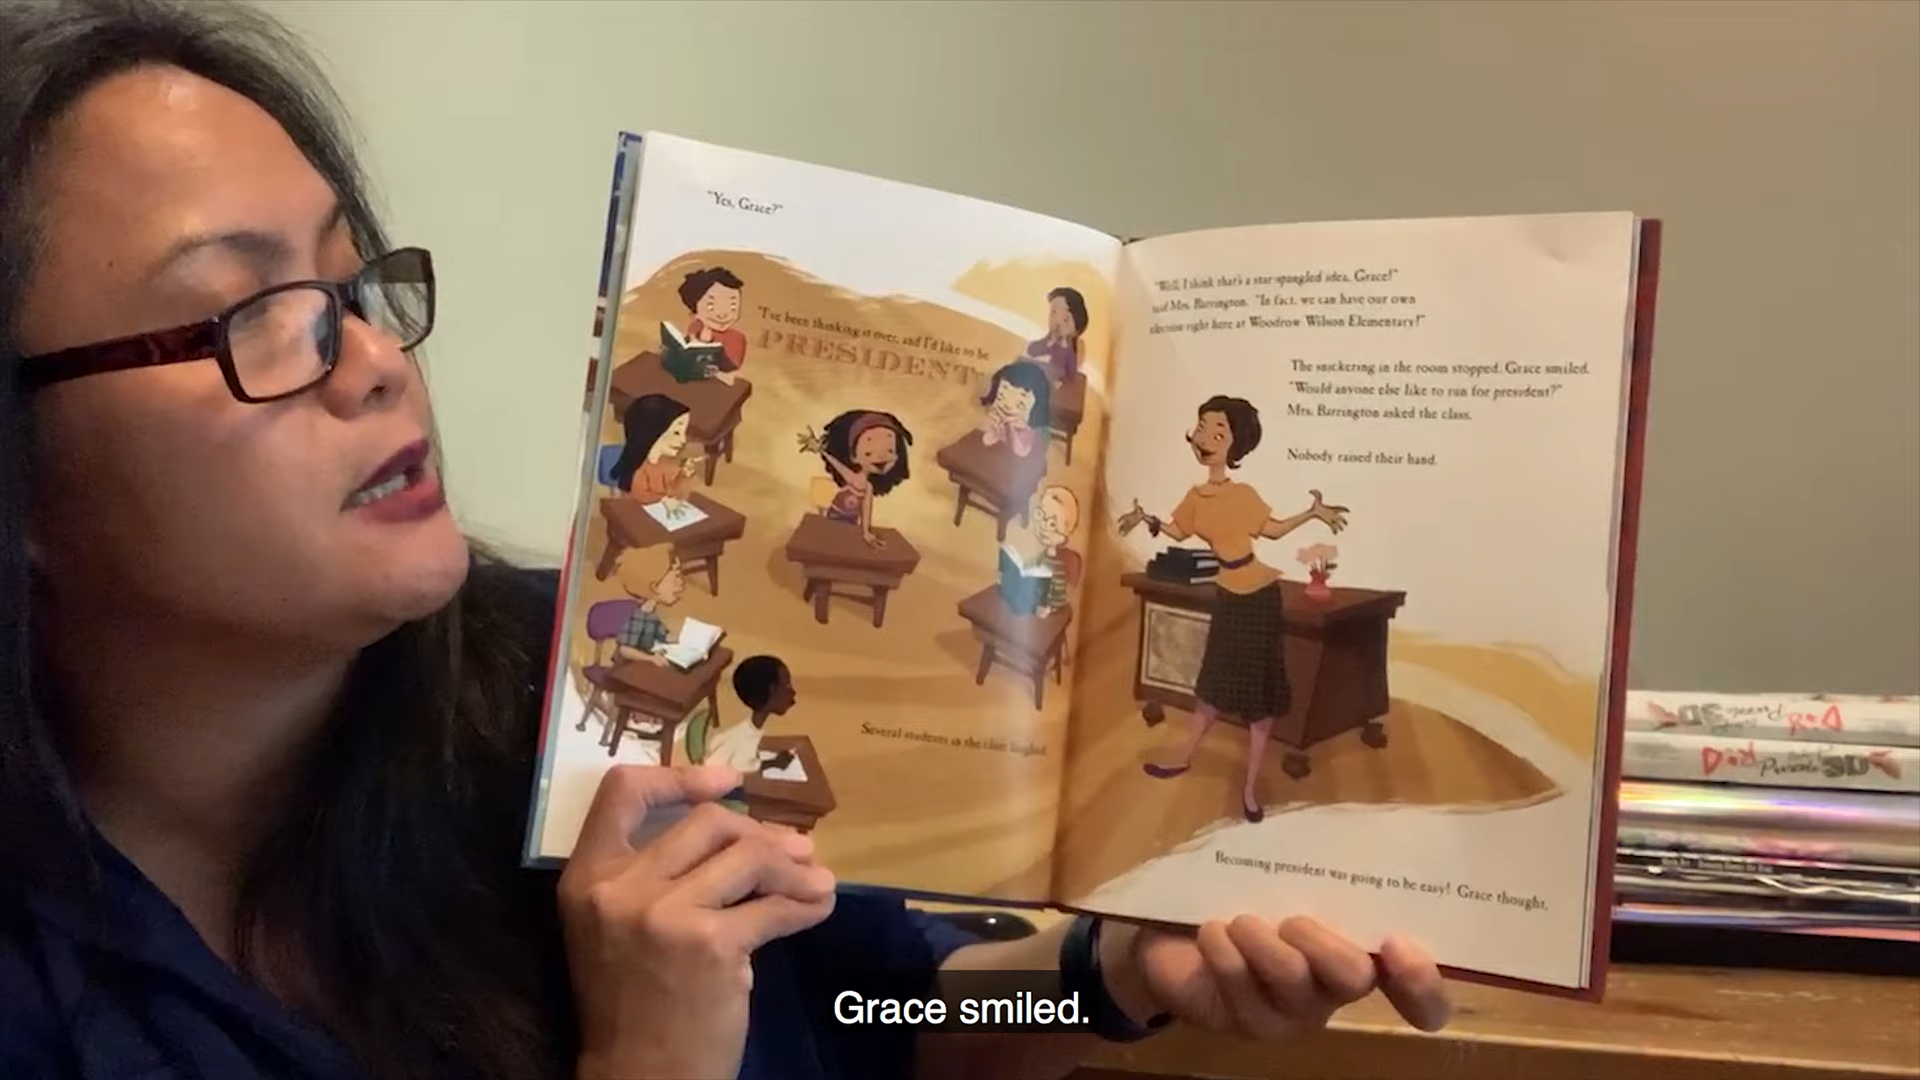 "Yes, Grace?"
"I've been thinking it over, and I'd like to be
PRESIDENT!"
Several students in the class laughed.
"Well, I think that's a star-spangled idea, Grace!"
said Mrs. Barrington. "In fact, we can have our own
election right here at Woodrow Wilson Elementary!"
The snickering in the room stopped. Grace smiled.
"Would anyone else like to run for president?"
Mrs. Barrington asked the class.
Nobody raised their hand.
Becoming president was going to be easy! Grace thought.
Grace smiled.